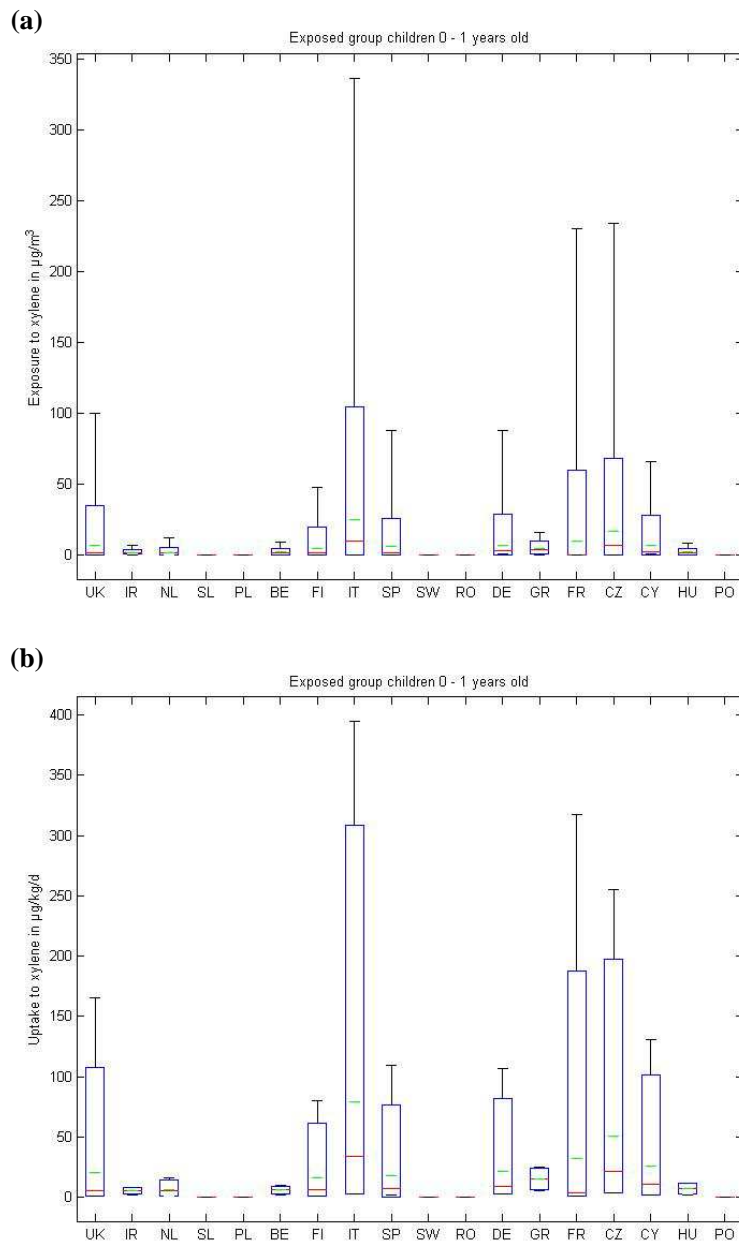 (a)
Exposed group children 0 - 1 years old
350
300
250
200
150
100
50
0
Exposure to xylene in µg/m³
UK IR NL SL PL BE FI IT SP SW RO DE GR FR CZ CY HU PO
(b)
Exposed group children 0 - 1 years old
400
350
300
250
200
150
100
50
0
Uptake to xylene in µg/kg/d
UK IR NL SL PL BE FI IT SP SW RO DE GR FR CZ CY HU PO